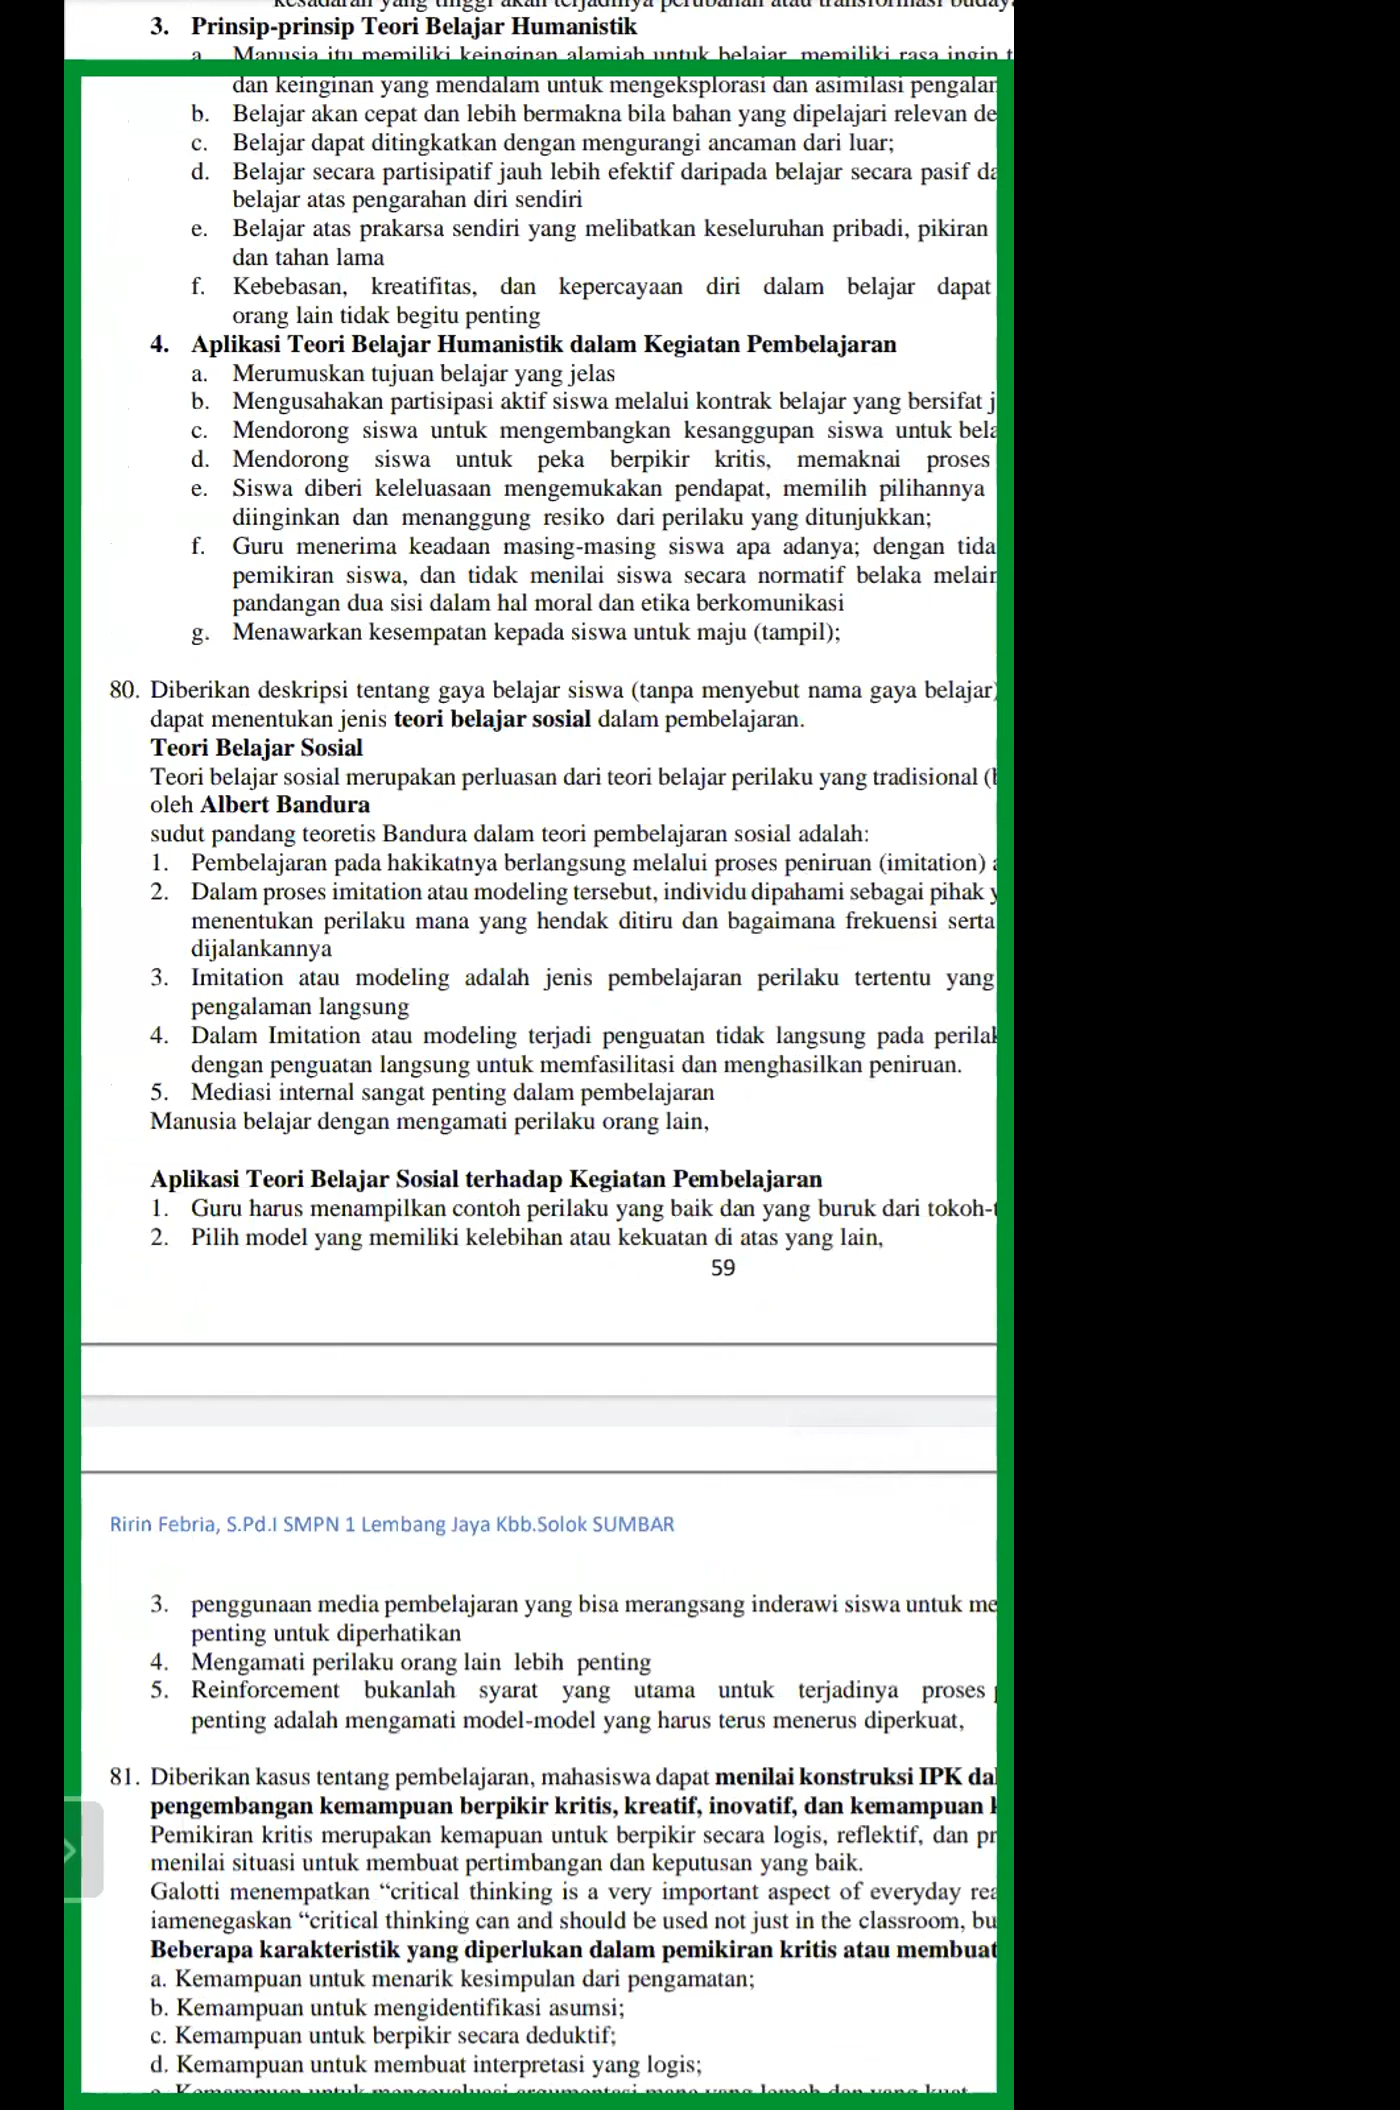 3. Prinsip-prinsip Teori Belajar Humanistik
a. Manusia itu memiliki keinginan alamiah untuk belajar, memiliki rasa ingin
dan keinginan yang mendalam untuk mengeksplorasi dan asimilasi
b. Belajar akan cepat dan lebih bermakna bila bahan yang dipelajari relevan
c. Belajar dapat ditingkatkan dengan mengurangi ancaman dari luar;
d. Belajar secara partisipatif jauh lebih efektif daripada belajar secara pasif
belajar atas pengarahan diri sendiri
e. Belajar atas prakarsa sendiri yang melibatkan keseluruhan pribadi, pikiran
dan tahan lama
f. Kebebasan, kreatifitas, dan kepercayaan diri dalam belajar dapat
orang lain tidak begitu penting
4. Aplikasi Teori Belajar Humanistik dalam Kegiatan Pembelajaran
a. Merumuskan tujuan belajar yang jelas
b. Mengusahakan partisipasi aktif siswa melalui kontrak belajar yang bersifat
c. Mendorong siswa untuk mengembangkan kesanggupan siswa untuk
d. Mendorong siswa untuk peka berpikir kritis, memaknai proses
e. Siswa diberi keleluasaan mengemukakan pendapat, memilih pilihannya
diinginkan dan menanggung resiko dari perilaku yang ditunjukkan;
f. Guru menerima keadaan masing-masing siswa apa adanya; dengan
pemikiran siswa, dan tidak menilai siswa secara normatif belaka
pandangan dua sisi dalam hal moral dan etika berkomunikasi
g. Menawarkan kesempatan kepada siswa untuk maju (tampil);
80. Diberikan deskripsi tentang gaya belajar siswa (tanpa menyebut nama gaya belajar)
dapat menentukan jenis teori belajar sosial dalam pembelajaran.
Teori Belajar Sosial
Teori belajar sosial merupakan perluasan dari teori belajar perilaku yang tradisional
oleh Albert Bandura
sudut pandang teoretis Bandura dalam teori pembelajaran sosial adalah:
1. Pembelajaran pada hakikatnya berlangsung melalui proses peniruan (imitation)
2. Dalam proses imitation atau modeling tersebut, individu dipahami sebagai pihak
menentukan perilaku mana yang hendak ditiru dan bagaimana frekuensi serta
dijalankannya
3. Imitation atau modeling adalah jenis pembelajaran perilaku tertentu yang
pengalaman langsung
4. Dalam Imitation atau modeling terjadi penguatan tidak langsung pada
dengan penguatan langsung untuk memfasilitasi dan menghasilkan peniruan.
5. Mediasi internal sangat penting dalam pembelajaran
Manusia belajar dengan mengamati perilaku orang lain,
Aplikasi Teori Belajar Sosial terhadap Kegiatan Pembelajaran
1. Guru harus menampilkan contoh perilaku yang baik dan yang buruk dari tokoh-
2. Pilih model yang memiliki kelebihan atau kekuatan di atas yang lain,
59
Ririn Febria, S.Pd.I SMPN 1 Lembang Jaya Kbb.Solok SUMBAR
3. penggunaan media pembelajaran yang bisa merangsang inderawi siswa untuk
penting untuk diperhatikan
4. Mengamati perilaku orang lain lebih penting
5. Reinforcement bukanlah syarat yang utama untuk terjadinya proses
penting adalah mengamati model-model yang harus terus menerus diperkuat,
81. Diberikan kasus tentang pembelajaran, mahasiswa dapat menilai konstruksi IPK
pengembangan kemampuan berpikir kritis, kreatif, inovatif, dan kemampuan
Pemikiran kritis merupakan kemapuan untuk berpikir secara logis, reflektif, dan
menilai situasi untuk membuat pertimbangan dan keputusan yang baik.
Galotti menempatkan “critical thinking is a very important aspect of everyday
iamenegaskan “critical thinking can and should be used not just in the classroom,
Beberapa karakteristik yang diperlukan dalam pemikiran kritis atau membuat
a. Kemampuan untuk menarik kesimpulan dari pengamatan;
b. Kemampuan untuk mengidentifikasi asumsi;
c. Kemampuan untuk berpikir secara deduktif;
d. Kemampuan untuk membuat interpretasi yang logis;